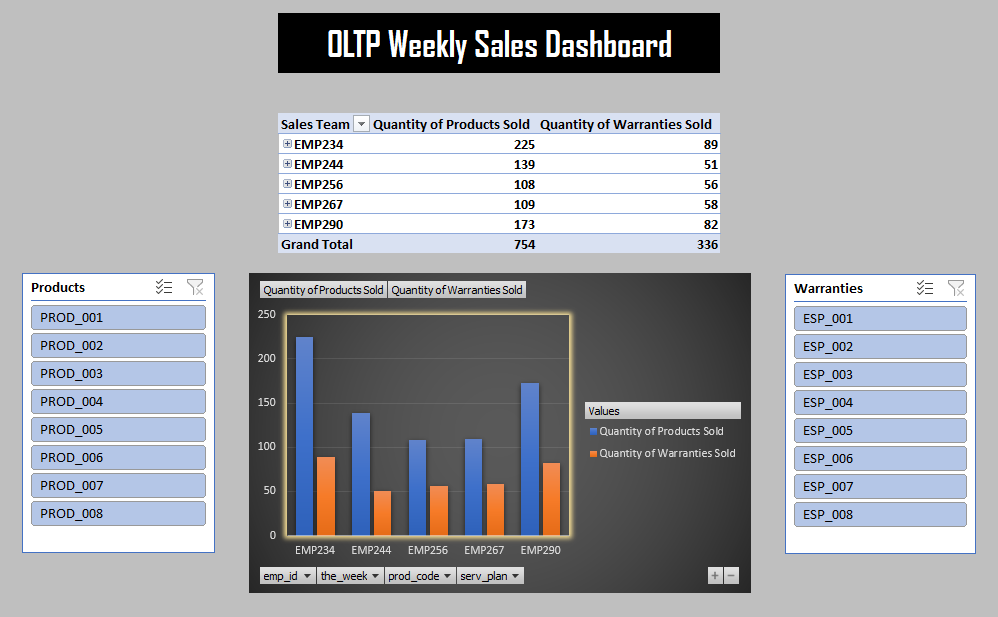 OLTP Weekly Sales Dashboard
Sales Team Quantity of Products Sold Quantity of Warranties Sold
EMP234 225 89
EMP244 139 51
EMP256 108 56
EMP267 109 58
EMP290 173 82
Grand Total 754 336
Products
PROD_001
PROD_002
PROD_003
PROD_004
PROD_005
PROD_006
PROD_007
PROD_008
Quantity of Products Sold Quantity of Warranties Sold
250
200
150
100
50
0
EMP234 EMP244 EMP256 EMP267 EMP290
Values
Quantity of Products Sold
Quantity of Warranties Sold
emp_id the_week prod_code serv_plan
+ −
Warranties
ESP_001
ESP_002
ESP_003
ESP_004
ESP_005
ESP_006
ESP_007
ESP_008